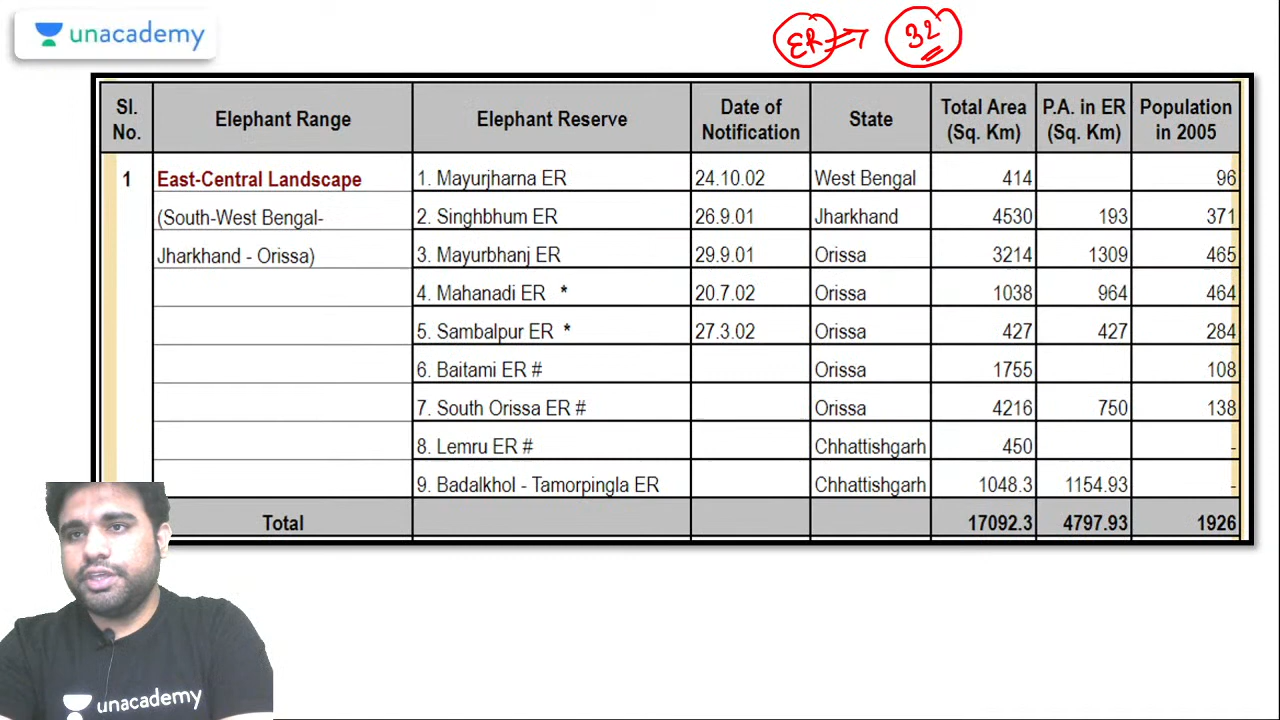 unacademy
ER → 32
Sl. No. Elephant Range Elephant Reserve Date of Notification State Total Area (Sq. Km) P.A. in ER (Sq. Km) Population in 2005
1 East-Central Landscape 1. Mayurjharna ER 24.10.02 West Bengal 414 96
(South-West Bengal- 2. Singhbhum ER 26.9.01 Jharkhand 4530 193 371
Jharkhand - Orissa) 3. Mayurbhanj ER 29.9.01 Orissa 3214 1309 465
4. Mahanadi ER * 20.7.02 Orissa 1038 964 464
5. Sambalpur ER * 27.3.02 Orissa 427 427 284
6. Baitami ER # Orissa 1755 108
7. South Orissa ER # Orissa 4216 750 138
8. Lemru ER # Chhattishgarh 450 -
9. Badalkhol - Tamorpingla ER Chhattishgarh 1048.3 1154.93 -
Total 17092.3 4797.93 1926
unacademy